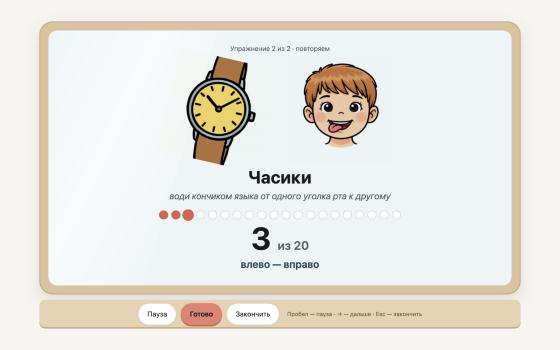 Упражнение 2 из 2 · повторяем
Часики
води кончиком языка от одного уголка рта к другому
3 из 20
влево — вправо
Пауза
Готово
Закончить
Пробел — пауза · → — дальше · Esc — закончить